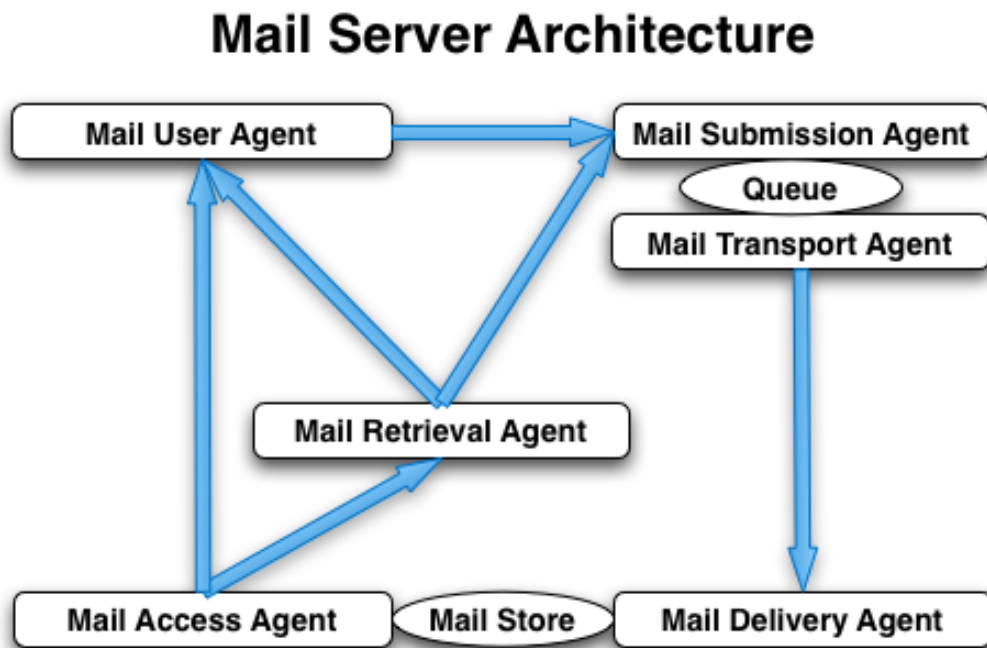 Mail Server Architecture
Mail User Agent
Mail Submission Agent
Queue
Mail Transport Agent
Mail Retrieval Agent
Mail Access Agent
Mail Store
Mail Delivery Agent